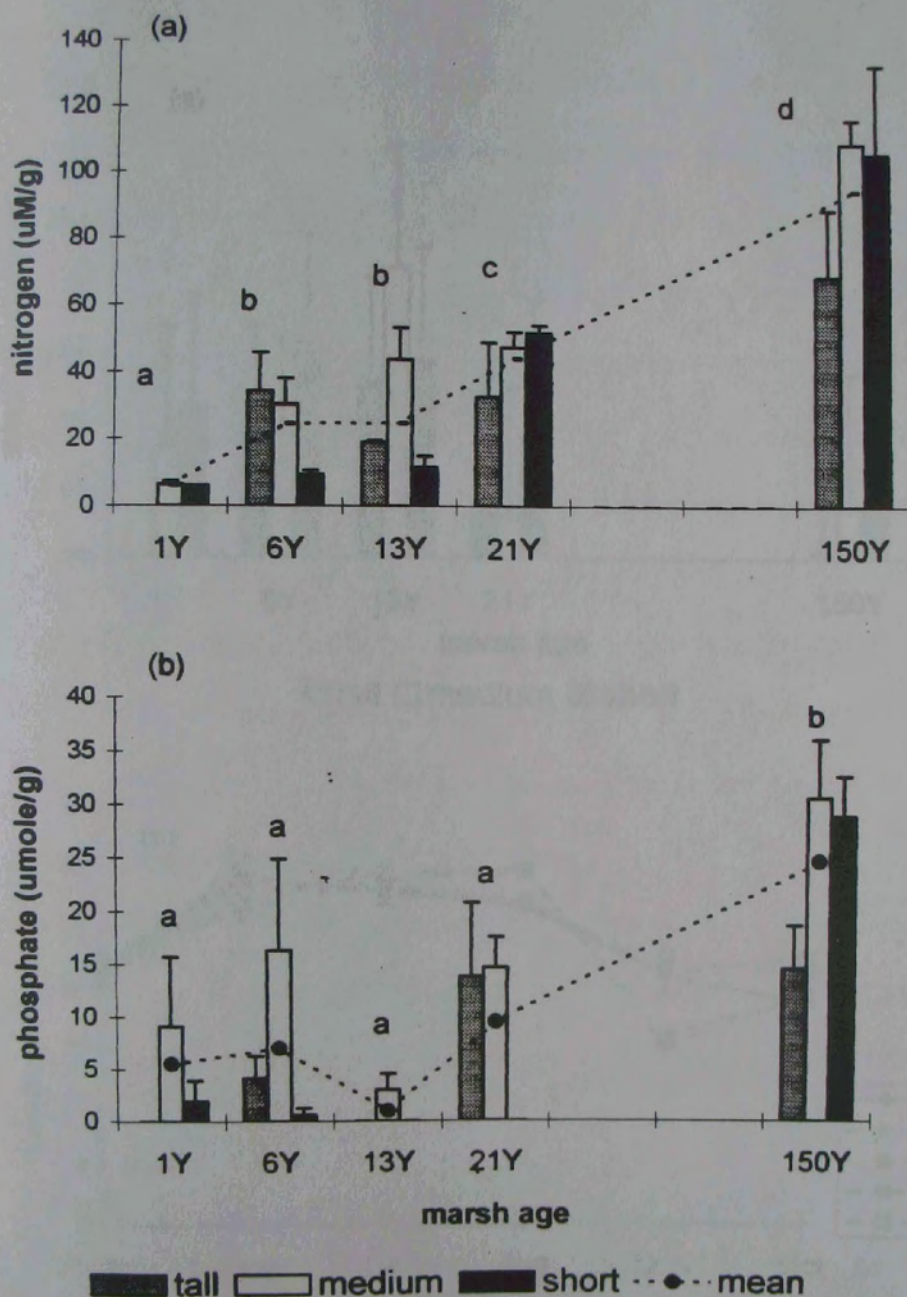 (a)
140
120
100
80
60
40
20
0
nitrogen (uM/g)
a
b
b
c
d
1Y 6Y 13Y 21Y 150Y
(b)
40
35
30
25
20
15
10
5
0
phosphate (umole/g)
a
a
a
a
b
1Y 6Y 13Y 21Y 150Y
marsh age
tall medium short mean